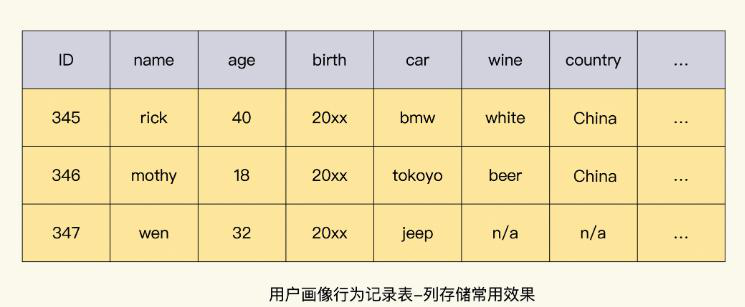 ID name age birth car wine country ...
345 rick 40 20xx bmw white China ...
346 mothy 18 20xx tokoyo beer China ...
347 wen 32 20xx jeep n/a n/a ...
用户画像行为记录表-列存储常用效果